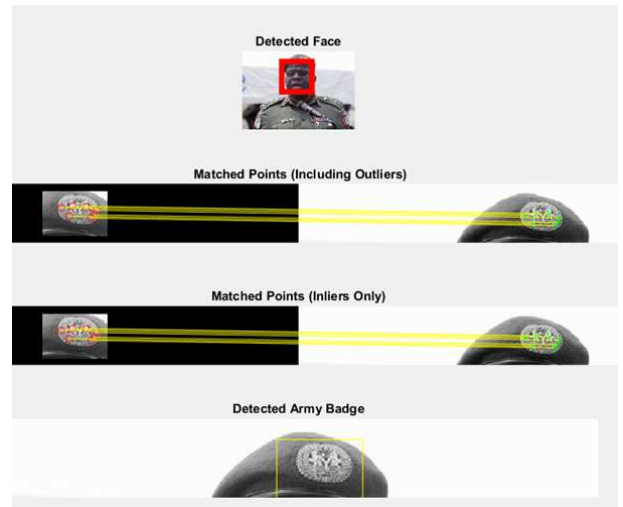 Detected Face
Matched Points (Including Outliers)
Matched Points (Inliers Only)
Detected Army Badge